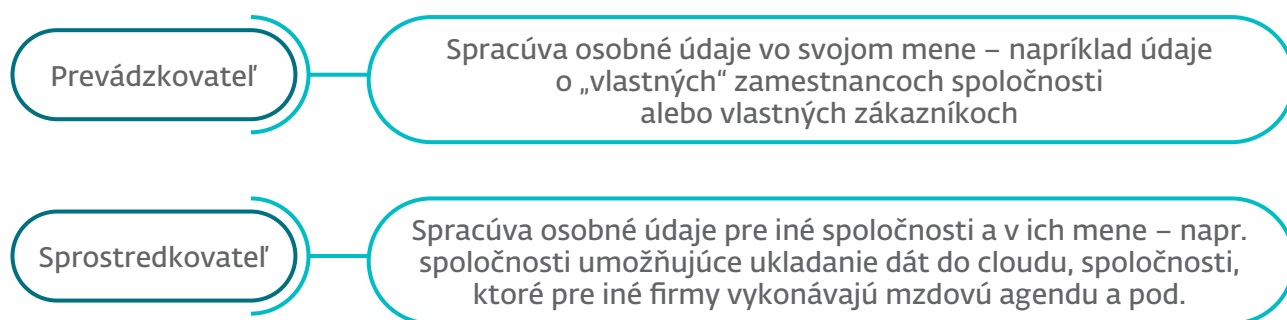 Prevádzkovateľ
Spracúva osobné údaje vo svojom mene – napríklad údaje
o „vlastných“ zamestnancoch spoločnosti
alebo vlastných zákazníkoch
Sprostredkovateľ
Spracúva osobné údaje pre iné spoločnosti a v ich mene – napr.
spoločnosti umožňujúce ukladanie dát do cloudu, spoločnosti,
ktoré pre iné firmy vykonávajú mzdovú agendu a pod.